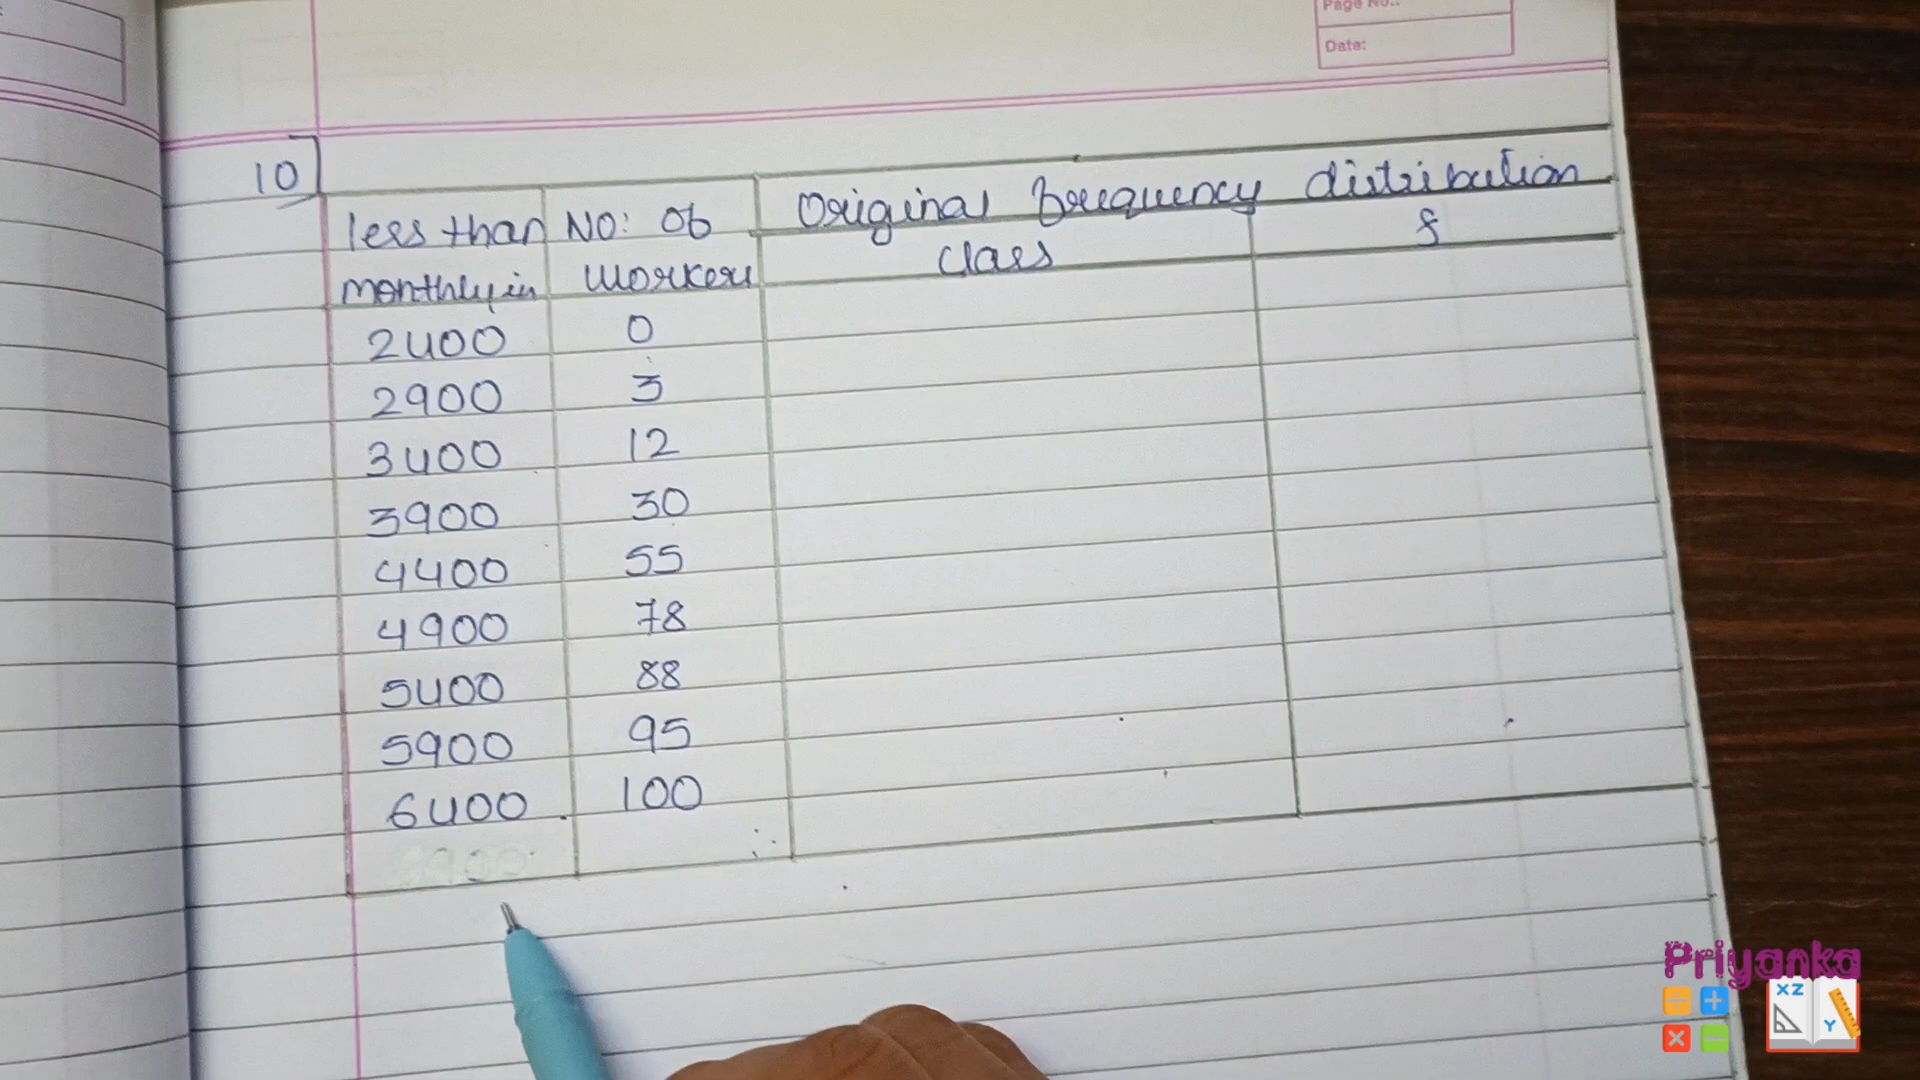 Page No.:
Date:
10
less than No: of Original frequency distribution
monthly in workers class f
2400 0
2900 3
3400 12
3900 30
4400 55
4900 78
5400 88
5900 95
6400 100
Priyanka
XZ
Y